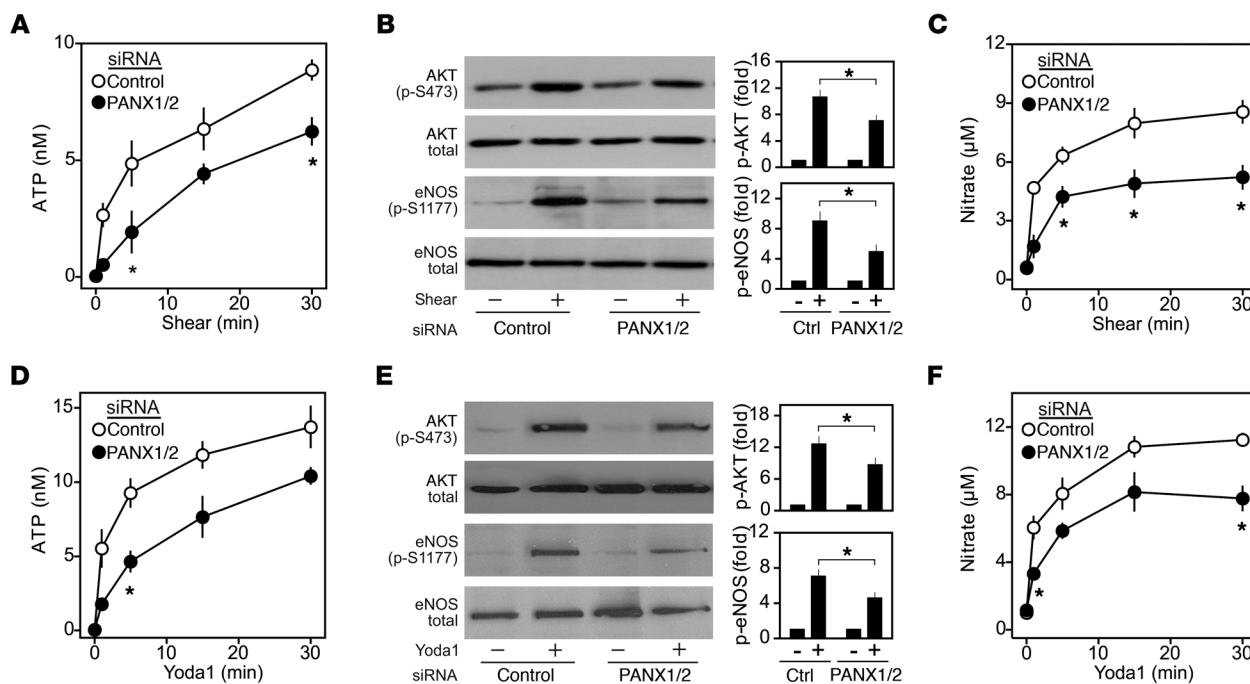 A
10
5
0
ATP (nM)
siRNA
Control
PANX1/2
*
*
0 10 20 30
Shear (min)
B
AKT
(p-S473)
AKT
total
eNOS
(p-S1177)
eNOS
total
Shear − + − +
siRNA Control PANX1/2
16
12
8
4
0
p-AKT (fold)
*
12
8
4
0
p-eNOS (fold)
*
- + - +
Ctrl PANX1/2
C
12
9
6
3
0
Nitrate (µM)
siRNA
Control
PANX1/2
* * *
0 10 20 30
Shear (min)
D
15
10
5
0
ATP (nM)
siRNA
Control
PANX1/2
*
0 10 20 30
Yoda1 (min)
E
AKT
(p-S473)
AKT
total
eNOS
(p-S1177)
eNOS
total
Yoda1 − + − +
siRNA Control PANX1/2
18
12
6
0
p-AKT (fold)
*
12
8
4
0
p-eNOS (fold)
*
- + - +
Ctrl PANX1/2
F
12
8
4
0
Nitrate (µM)
siRNA
Control
PANX1/2
*
*
0 10 20 30
Yoda1 (min)